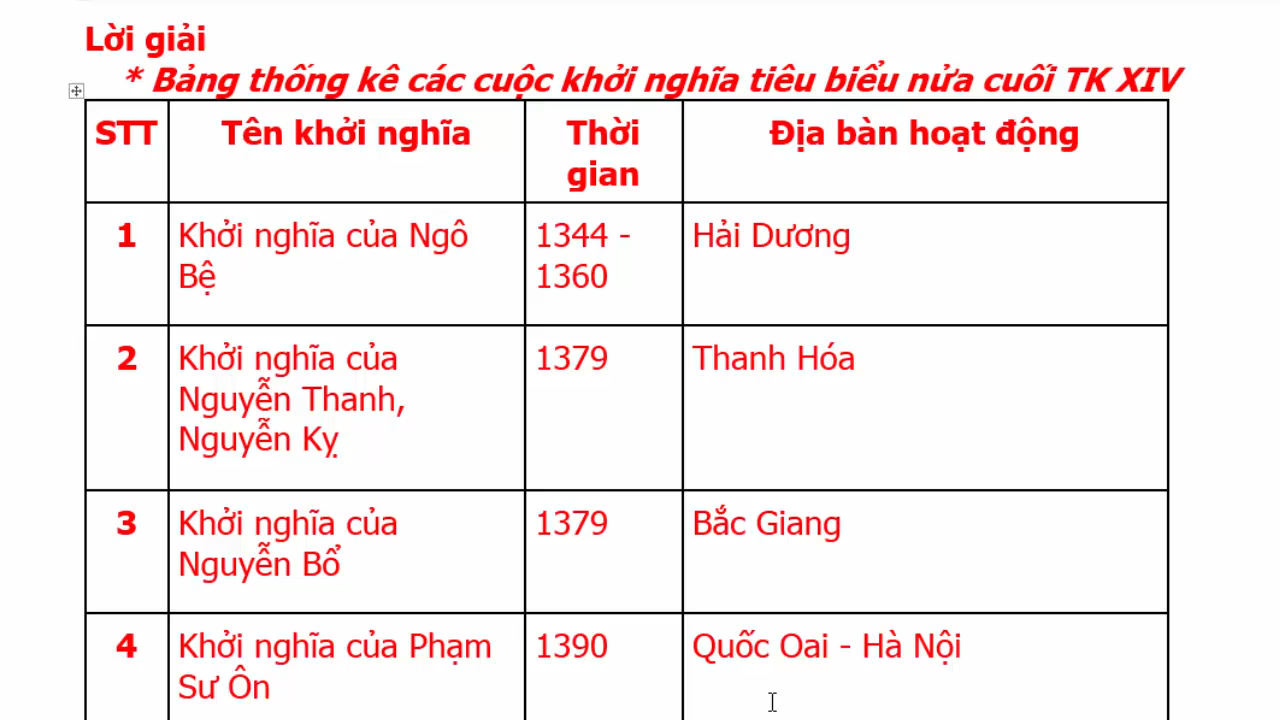 Lời giải
* Bảng thống kê các cuộc khởi nghĩa tiêu biểu nửa cuối TK XIV
STT Tên khởi nghĩa Thời gian Địa bàn hoạt động
1 Khởi nghĩa của Ngô Bệ 1344 - 1360 Hải Dương
2 Khởi nghĩa của Nguyễn Thanh, Nguyễn Kỵ 1379 Thanh Hóa
3 Khởi nghĩa của Nguyễn Bổ 1379 Bắc Giang
4 Khởi nghĩa của Phạm Sư Ôn 1390 Quốc Oai - Hà Nội